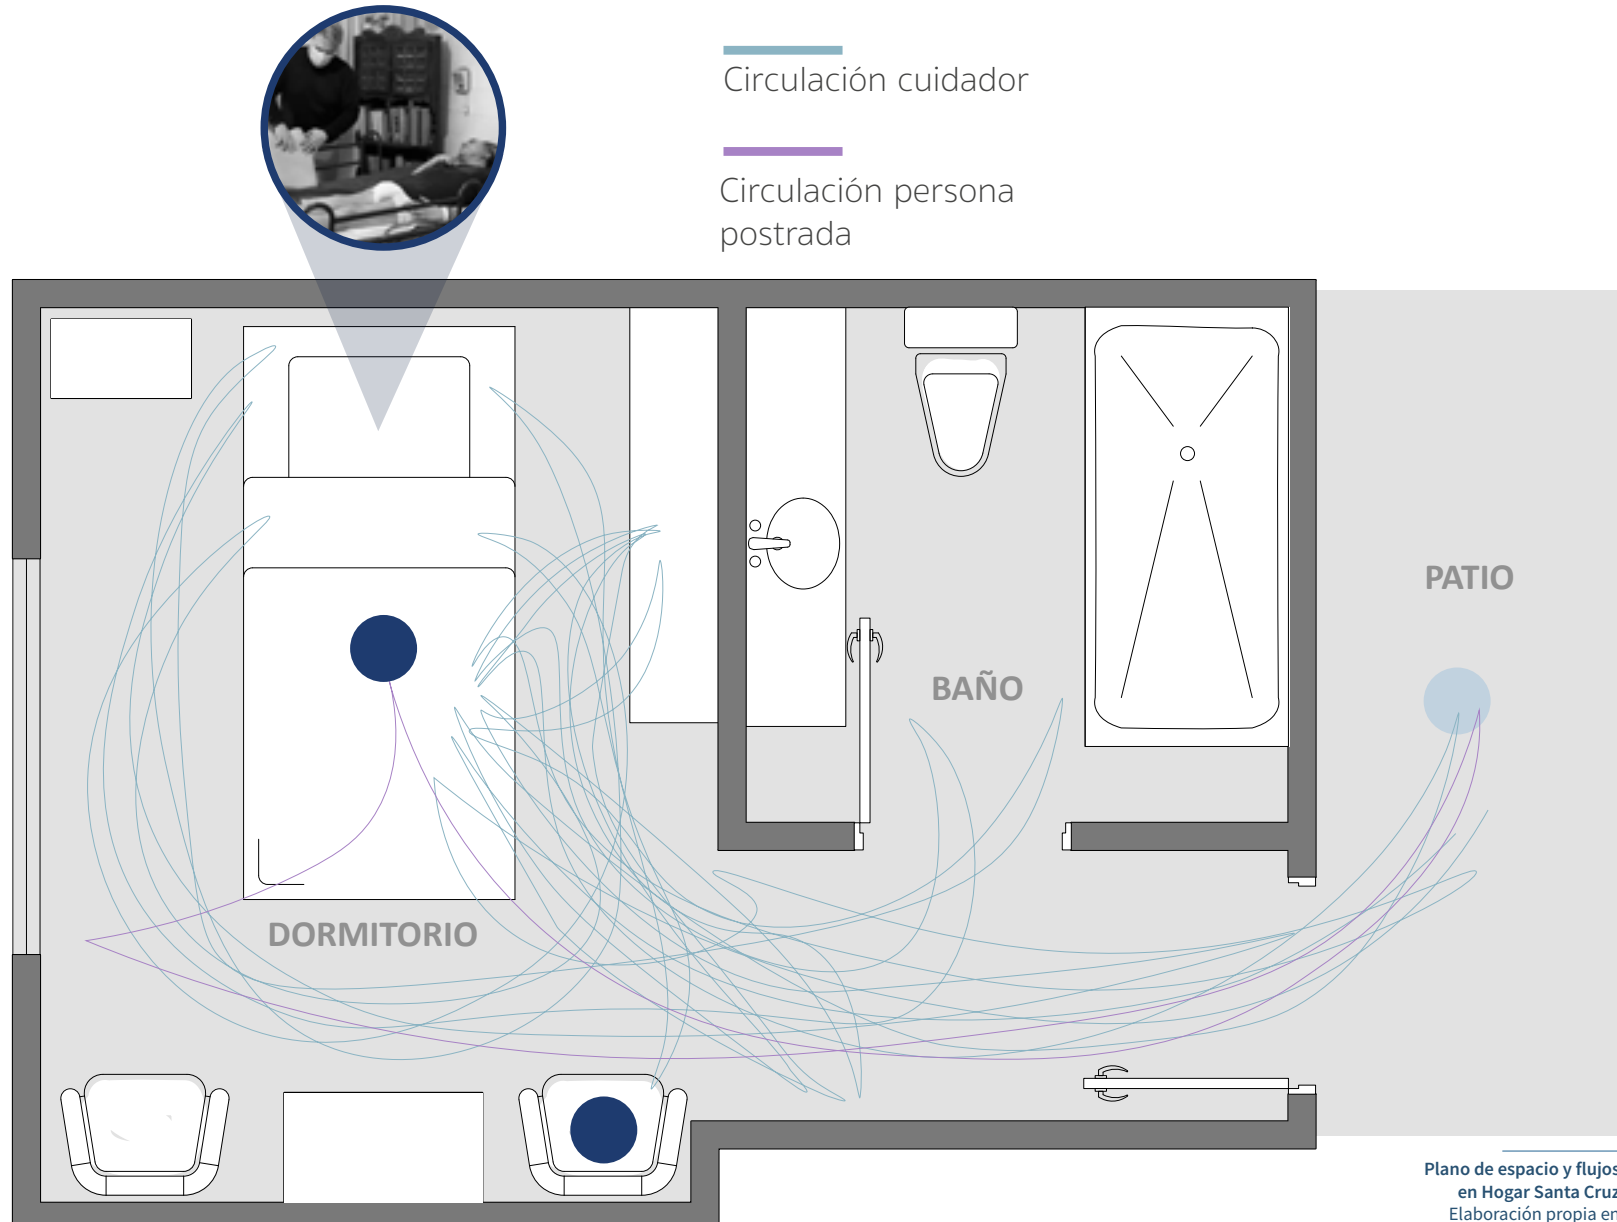 Circulación cuidador
Circulación persona
postrada
PATIO
BAÑO
DORMITORIO
Plano de espacio y flujos
en Hogar Santa Cruz
Elaboración propia en